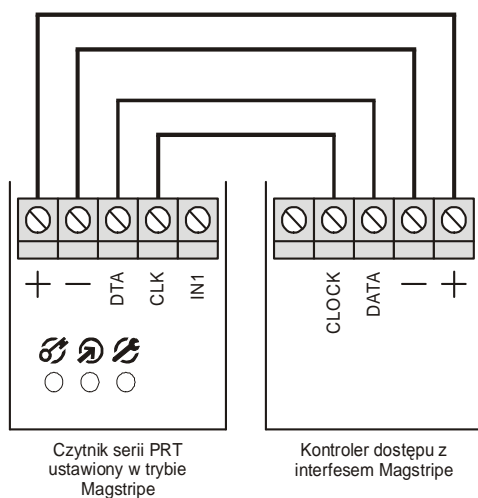 +
—
DTA
CLK
IN1
CLOCK
DATA
—
+
Czytnik serii PRT
ustawiony w trybie
Magstripe
Kontroler dostępu z
interfesem Magstripe